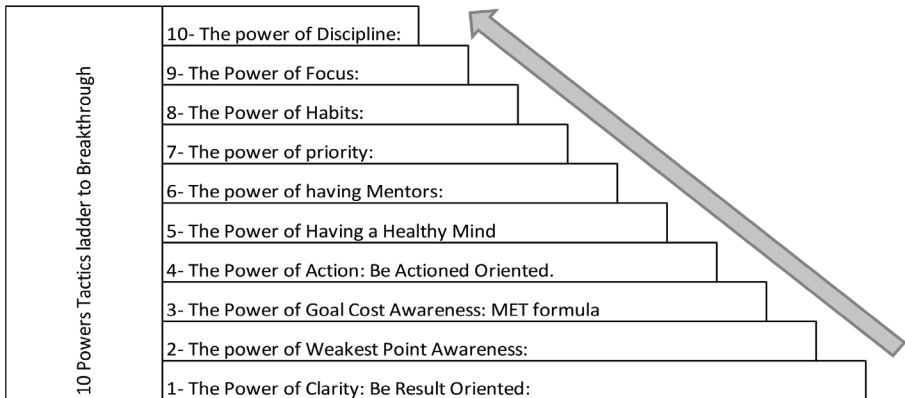 10- The power of Discipline:
9- The Power of Focus:
8- The Power of Habits:
7- The power of priority:
6- The power of having Mentors:
5- The Power of Having a Healthy Mind
4- The Power of Action: Be Actioned Oriented.
3- The Power of Goal Cost Awareness: MET formula
2- The power of Weakest Point Awareness:
1- The Power of Clarity: Be Result Oriented:
10 Powers Tactics ladder to Breakthrough